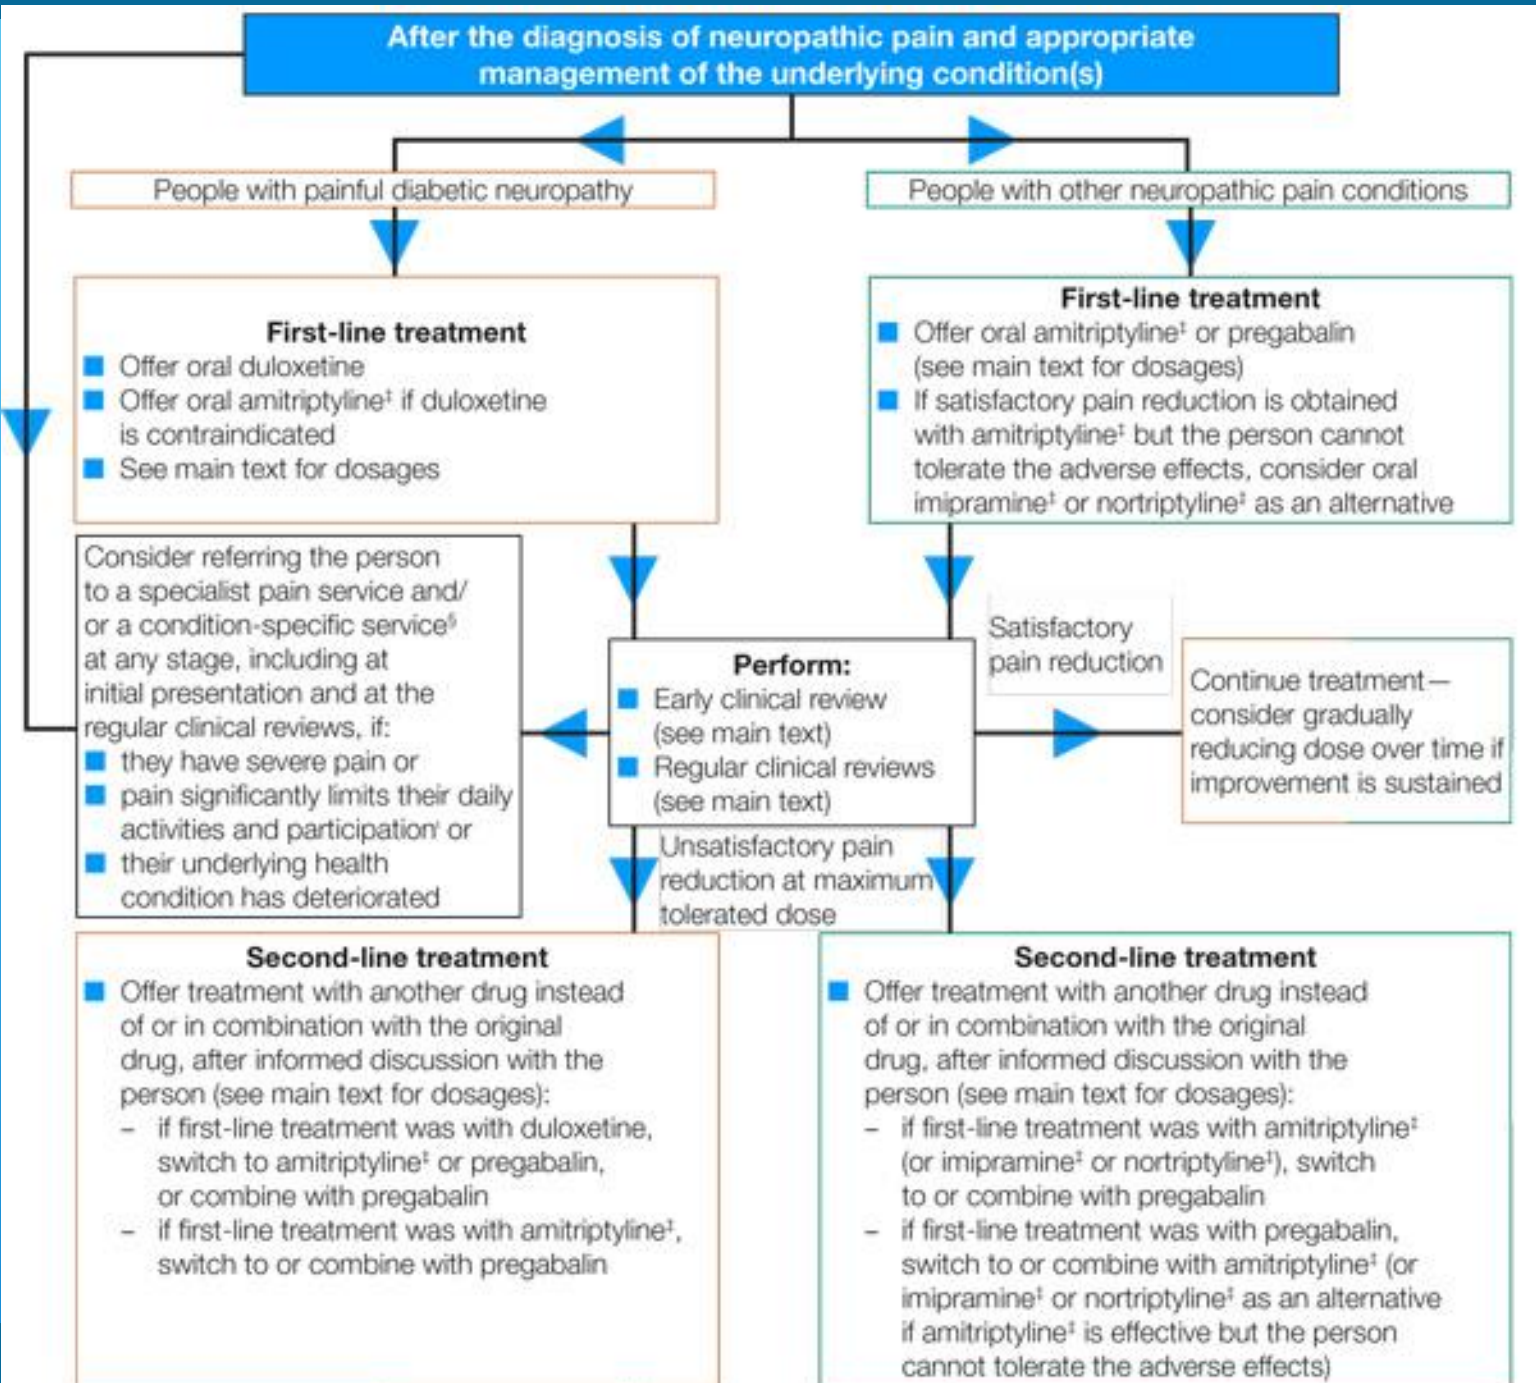 After the diagnosis of neuropathic pain and appropriate
management of the underlying condition(s)
People with painful diabetic neuropathy
People with other neuropathic pain conditions
First-line treatment
Offer oral duloxetine
Offer oral amitriptyline‡ if duloxetine
is contraindicated
See main text for dosages
First-line treatment
Offer oral amitriptyline‡ or pregabalin
(see main text for dosages)
If satisfactory pain reduction is obtained
with amitriptyline‡ but the person cannot
tolerate the adverse effects, consider oral
imipramine‡ or nortriptyline‡ as an alternative
Consider referring the person
to a specialist pain service and/
or a condition-specific service§
at any stage, including at
initial presentation and at the
regular clinical reviews, if:
they have severe pain or
pain significantly limits their daily
activities and participation or
their underlying health
condition has deteriorated
Perform:
Early clinical review
(see main text)
Regular clinical reviews
(see main text)
Satisfactory
pain reduction
Continue treatment—
consider gradually
reducing dose over time if
improvement is sustained
Unsatisfactory pain
reduction at maximum
tolerated dose
Second-line treatment
Offer treatment with another drug instead
of or in combination with the original
drug, after informed discussion with the
person (see main text for dosages):
– if first-line treatment was with duloxetine,
switch to amitriptyline‡ or pregabalin,
or combine with pregabalin
– if first-line treatment was with amitriptyline‡,
switch to or combine with pregabalin
Second-line treatment
Offer treatment with another drug instead
of or in combination with the original
drug, after informed discussion with the
person (see main text for dosages):
– if first-line treatment was with amitriptyline‡
(or imipramine‡ or nortriptyline‡), switch
to or combine with pregabalin
– if first-line treatment was with pregabalin,
switch to or combine with amitriptyline‡ (or
imipramine‡ or nortriptyline‡ as an alternative
if amitriptyline‡ is effective but the person
cannot tolerate the adverse effects)